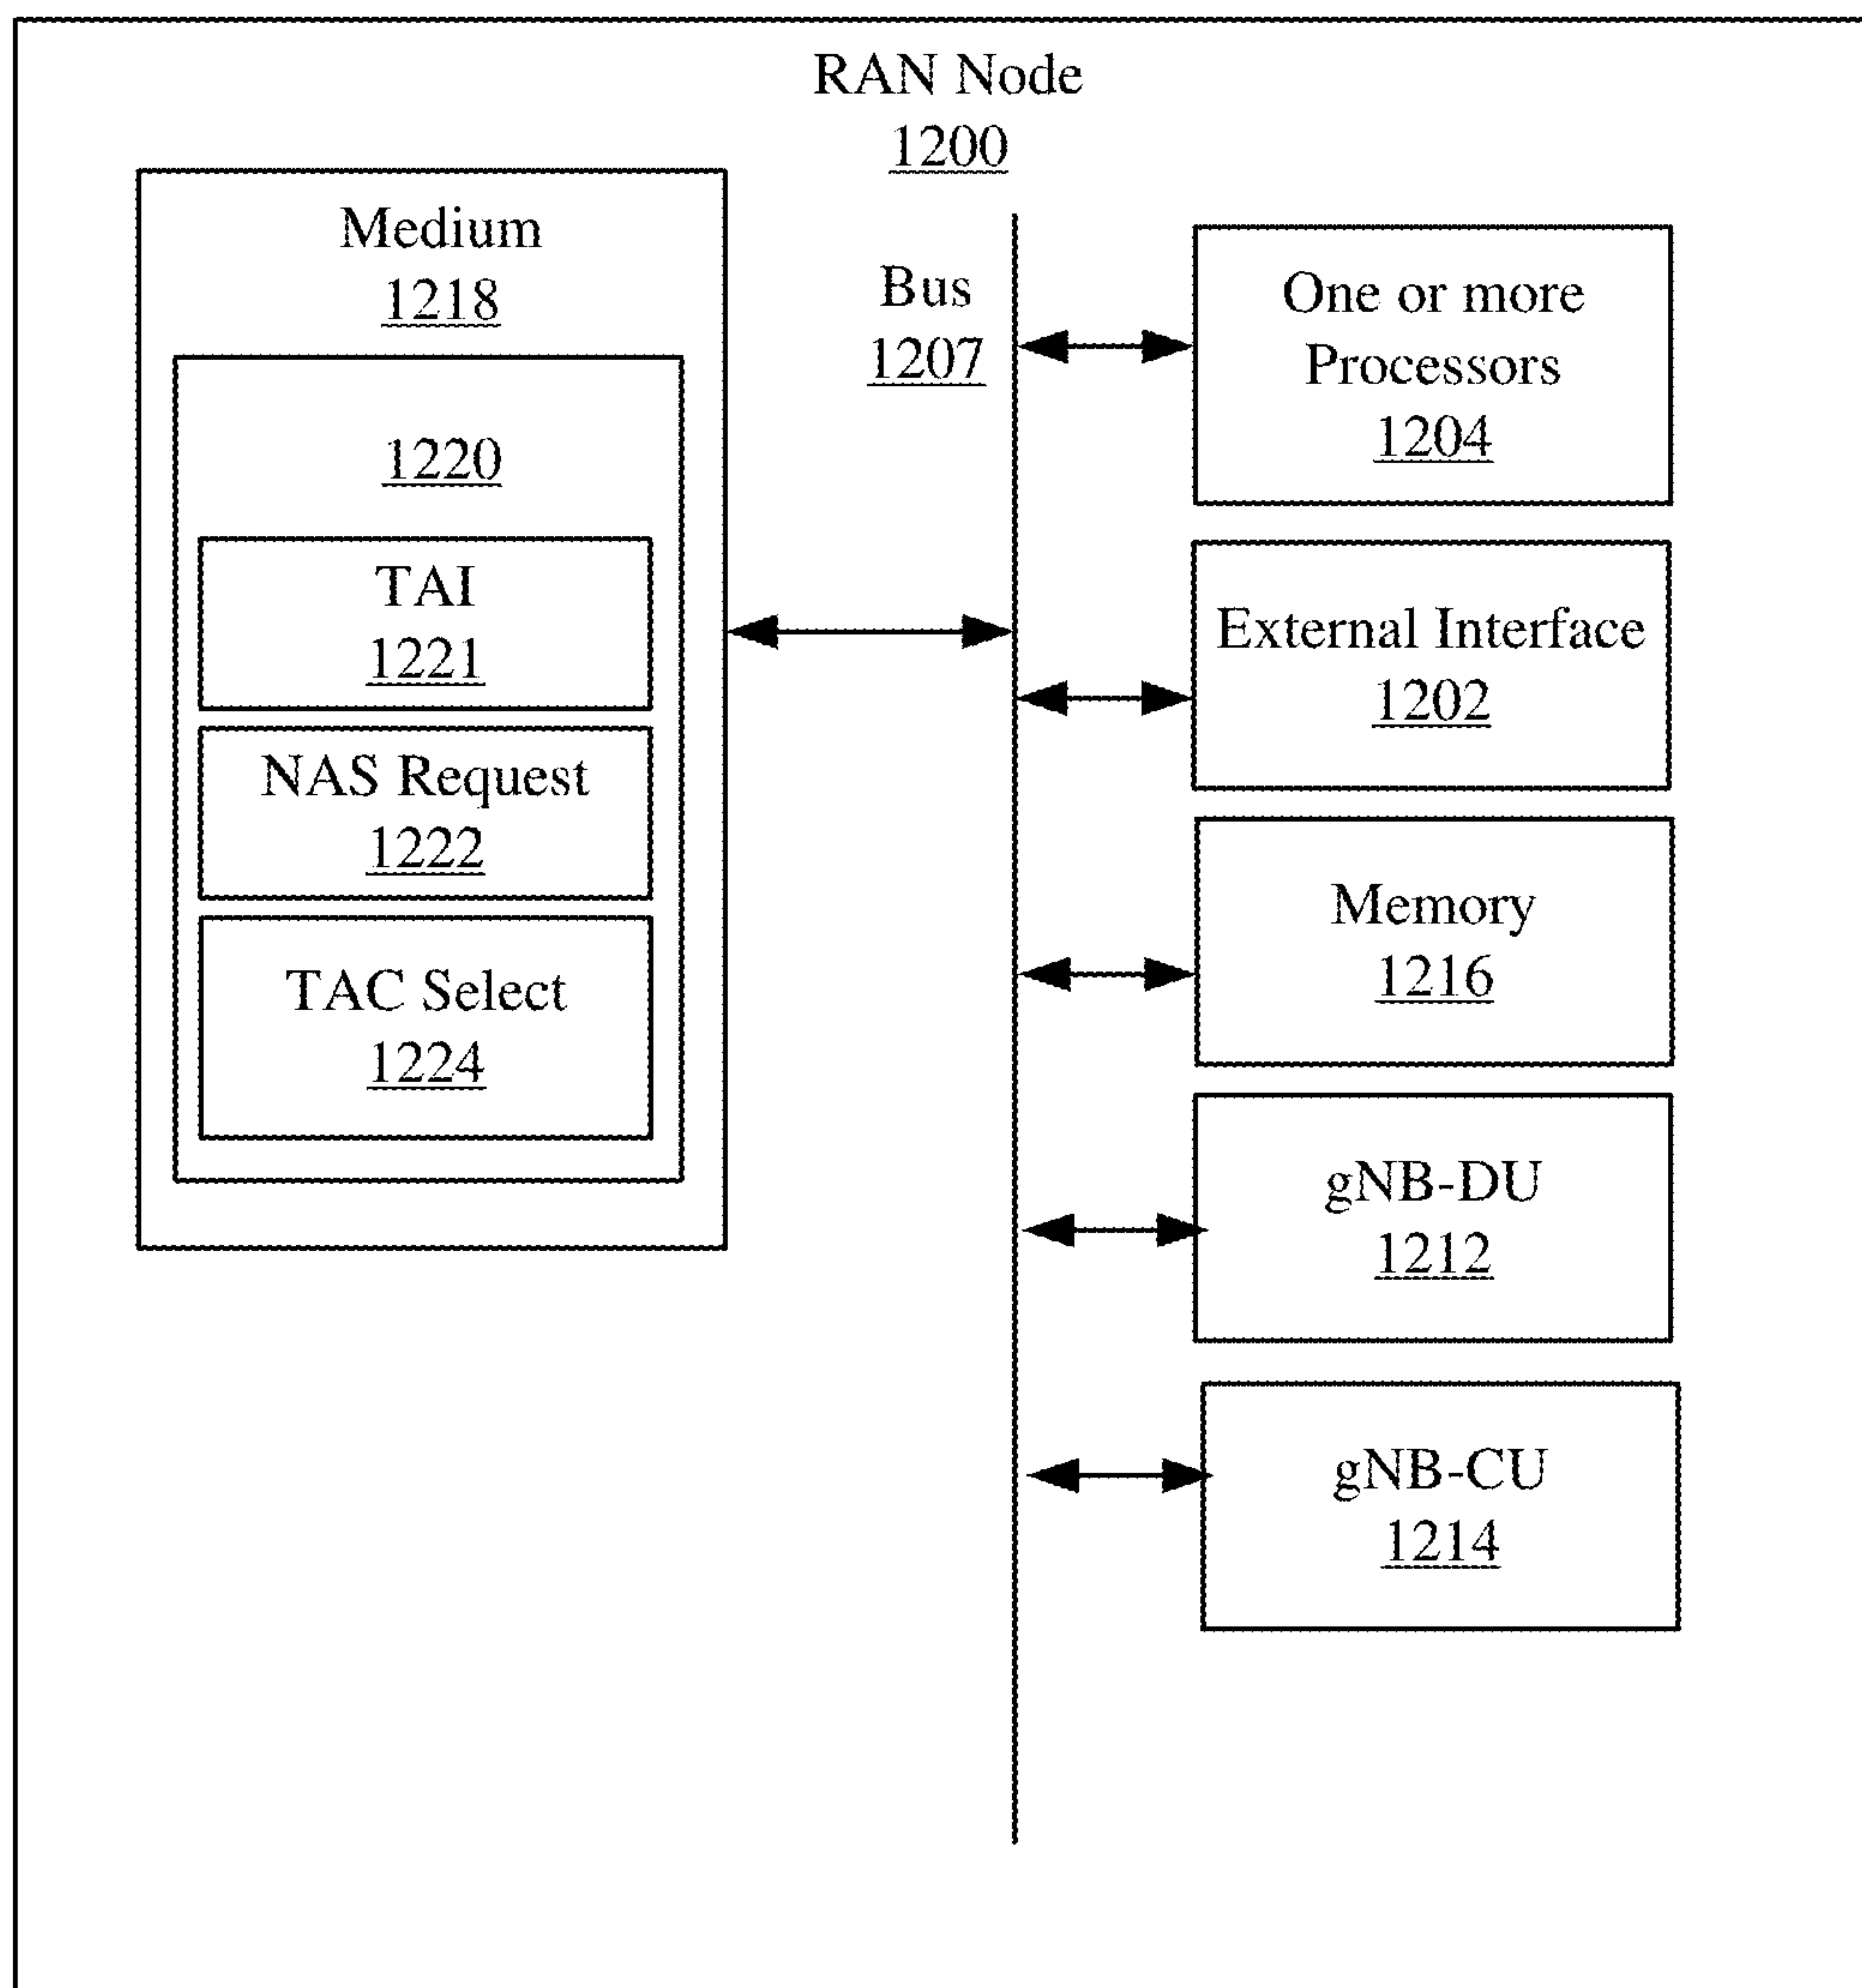 RAN Node
1200
Medium
1218
1220
TAI
1221
NAS Request
1222
TAC Select
1224
Bus
1207
One or more
Processors
1204
External Interface
1202
Memory
1216
gNB-DU
1212
gNB-CU
1214